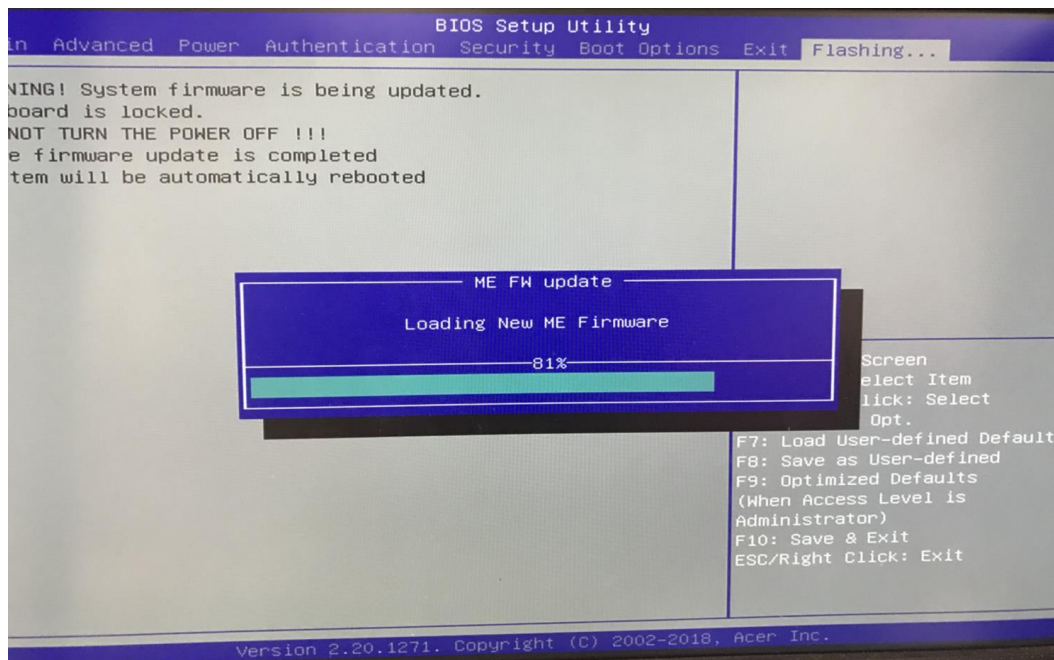 BIOS Setup Utility
in Advanced Power Authentication Security Boot Options Exit Flashing...
NING! System firmware is being updated.
board is locked.
NOT TURN THE POWER OFF !!!
e firmware update is completed
tem will be automatically rebooted
ME FW update
Loading New ME Firmware
81%
Screen
elect Item
lick: Select
Opt.
F7: Load User-defined Default
F8: Save as User-defined
F9: Optimized Defaults
(When Access Level is
Administrator)
F10: Save & Exit
ESC/Right Click: Exit
Version 2.20.1271. Copyright (C) 2002-2018, Acer Inc.